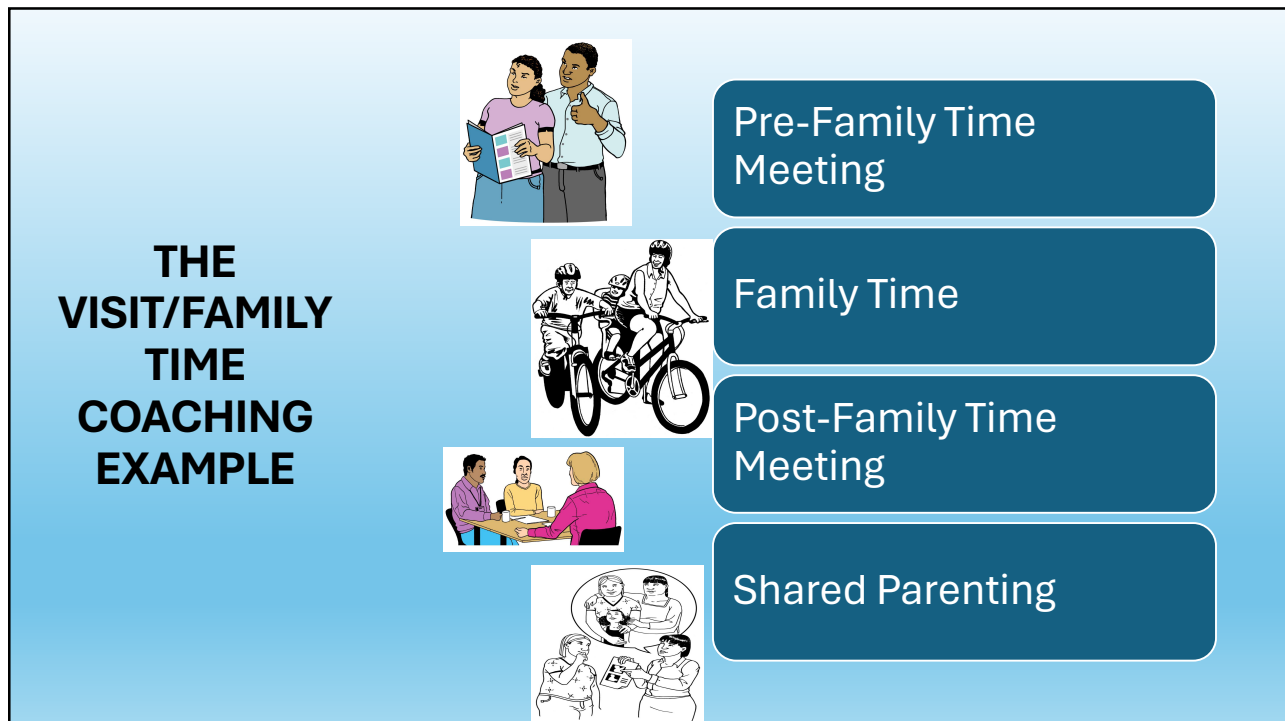 THE
VISIT/FAMILY
TIME
COACHING
EXAMPLE
Pre-Family Time
Meeting
Family Time
Post-Family Time
Meeting
Shared Parenting